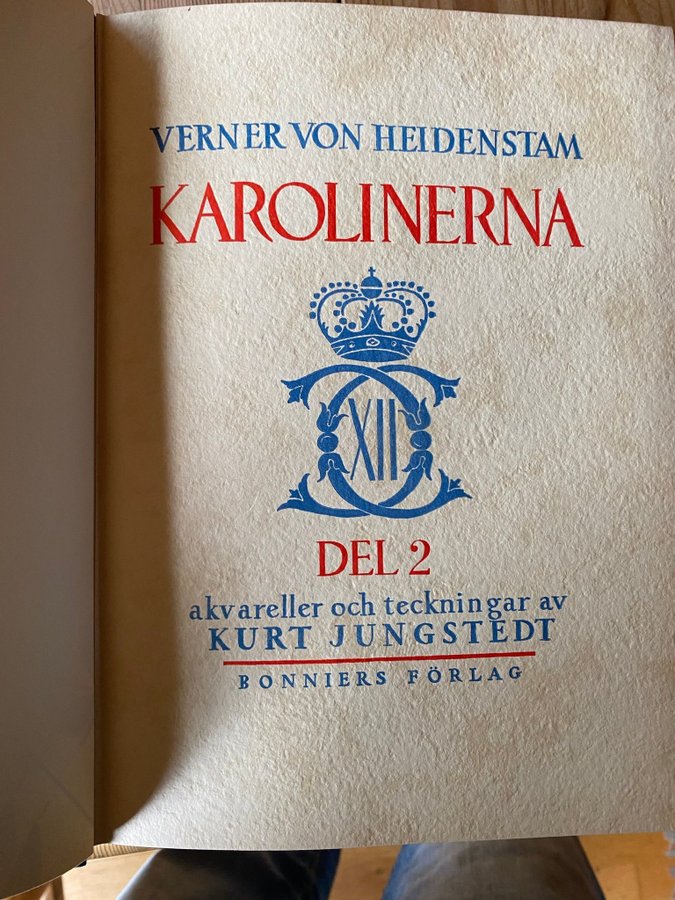 VERNER VON HEIDENSTAM
KAROLINERNA
XII
DEL 2
akvareller och teckningar av
KURT JUNGSTEDT
BONNIERS FÖRLAG